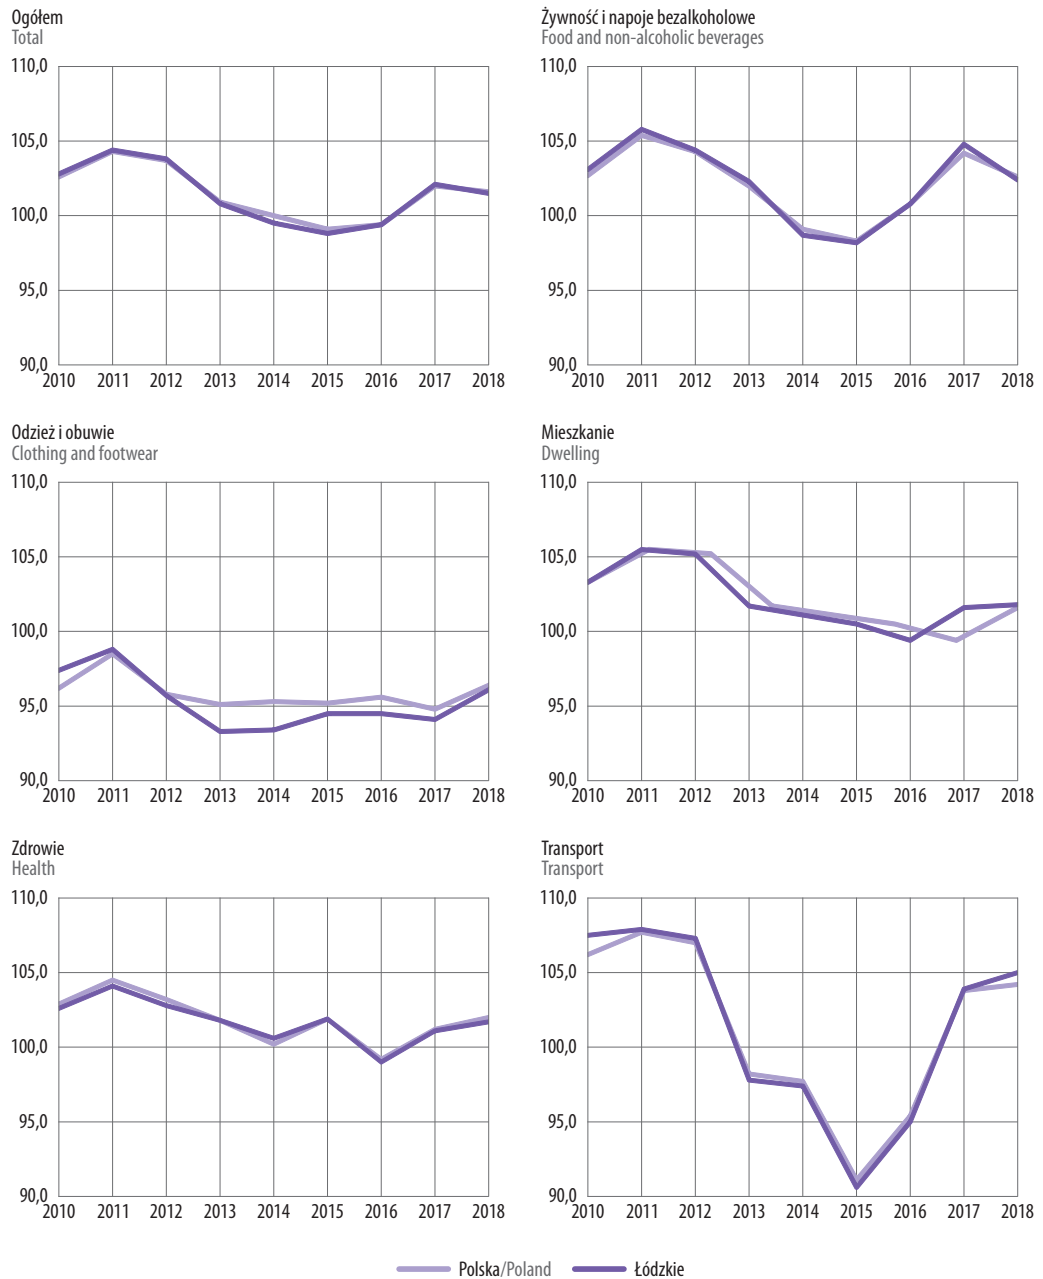 Ogółem
Total
110,0
105,0
100,0
95,0
90,0
2010 2011 2012 2013 2014 2015 2016 2017 2018
Żywność i napoje bezalkoholowe
Food and non-alcoholic beverages
110,0
105,0
100,0
95,0
90,0
2010 2011 2012 2013 2014 2015 2016 2017 2018
Odzież i obuwie
Clothing and footwear
110,0
105,0
100,0
95,0
90,0
2010 2011 2012 2013 2014 2015 2016 2017 2018
Mieszkanie
Dwelling
110,0
105,0
100,0
95,0
90,0
2010 2011 2012 2013 2014 2015 2016 2017 2018
Zdrowie
Health
110,0
105,0
100,0
95,0
90,0
2010 2011 2012 2013 2014 2015 2016 2017 2018
Transport
Transport
110,0
105,0
100,0
95,0
90,0
2010 2011 2012 2013 2014 2015 2016 2017 2018
Polska/Poland Łódzkie